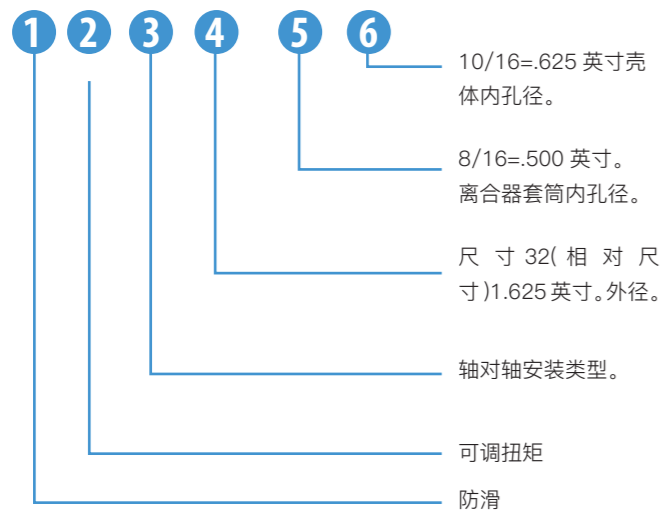 1 2 3 4 5 6
10/16=.625 英寸壳
体内孔径。
8/16=.500 英寸。
离合器套筒内孔径。
尺 寸 32( 相 对 尺
寸)1.625 英寸。外径。
轴对轴安装类型。
可调扭矩
防滑